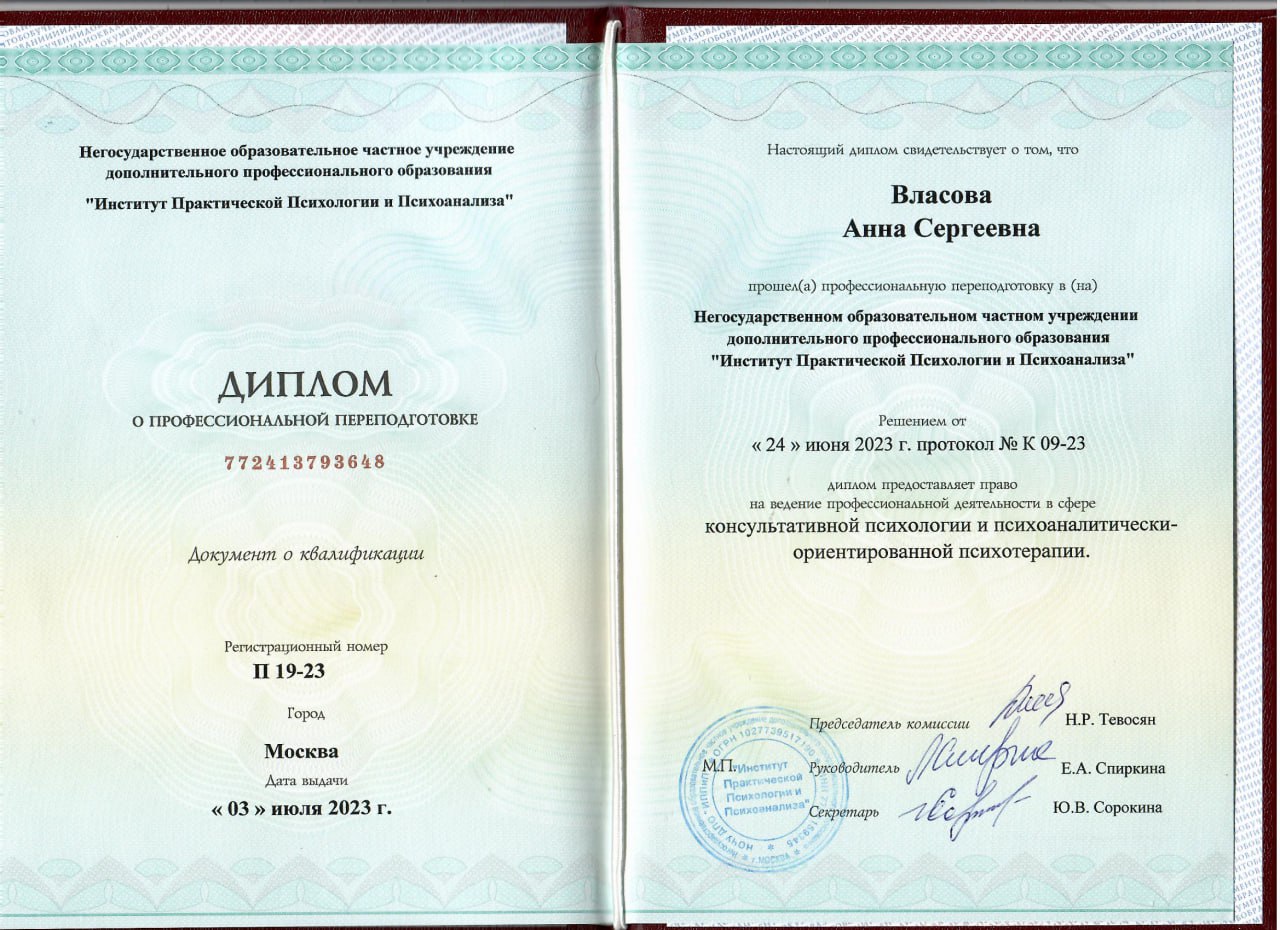 Негосударственное образовательное частное учреждение
дополнительного профессионального образования
"Институт Практической Психологии и Психоанализа"
ДИПЛОМ
О ПРОФЕССИОНАЛЬНОЙ ПЕРЕПОДГОТОВКЕ
772413793648
Документ о квалификации
Регистрационный номер
П 19-23
Город
Москва
Дата выдачи
« 03 » июля 2023 г.
Настоящий диплом свидетельствует о том, что
Власова
Анна Сергеевна
прошел(а) профессиональную переподготовку в (на)
Негосударственном образовательном частном учреждении
дополнительного профессионального образования
"Институт Практической Психологии и Психоанализа"
Решением от
« 24 » июня 2023 г. протокол № К 09-23
диплом предоставляет право
на ведение профессиональной деятельности в сфере
консультативной психологии и психоаналитически-
ориентированной психотерапии.
Председатель комиссии Н.Р. Тевосян
М.П. Руководитель Е.А. Спиркина
Секретарь Ю.В. Сорокина
"Институт
Практической
Психологии и
Психоанализа"
НОЧУ ДПО "ИППиП"
г. МОСКВА